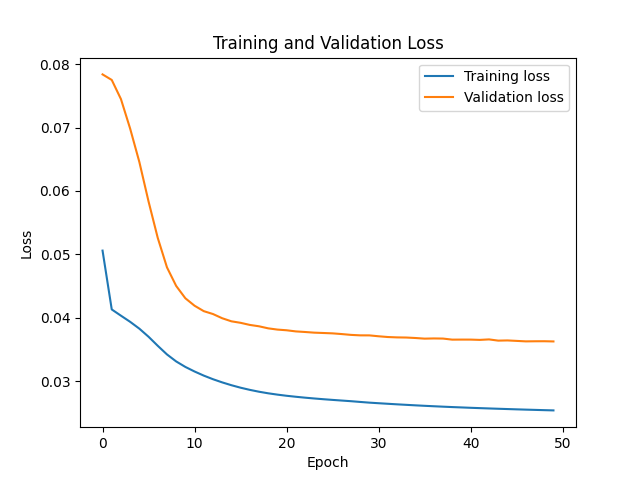 Training and Validation Loss
Training loss
Validation loss
0.08
0.07
0.06
0.05
0.04
0.03
Loss
0 10 20 30 40 50
Epoch